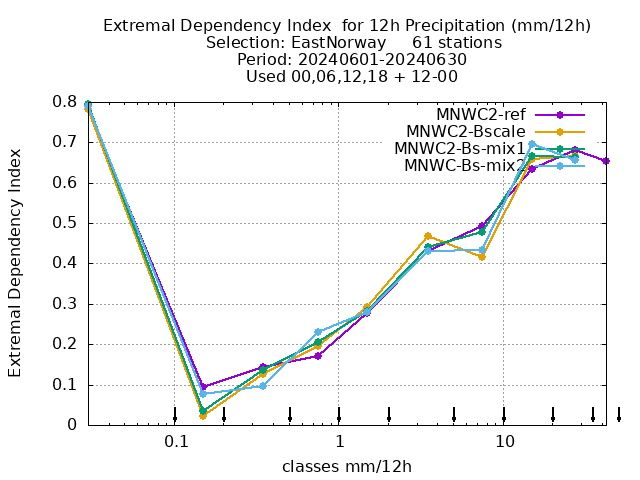 Extremal Dependency Index  for 12h Precipitation (mm/12h)
Selection: EastNorway     61 stations
Period: 20240601-20240630
Used 00,06,12,18 + 12-00
MNWC2-ref
MNWC2-Bscale
MNWC2-Bs-mix1
MNWC-Bs-mix2
Extremal Dependency Index
0.8
0.7
0.6
0.5
0.4
0.3
0.2
0.1
0
0.1 1 10
classes mm/12h